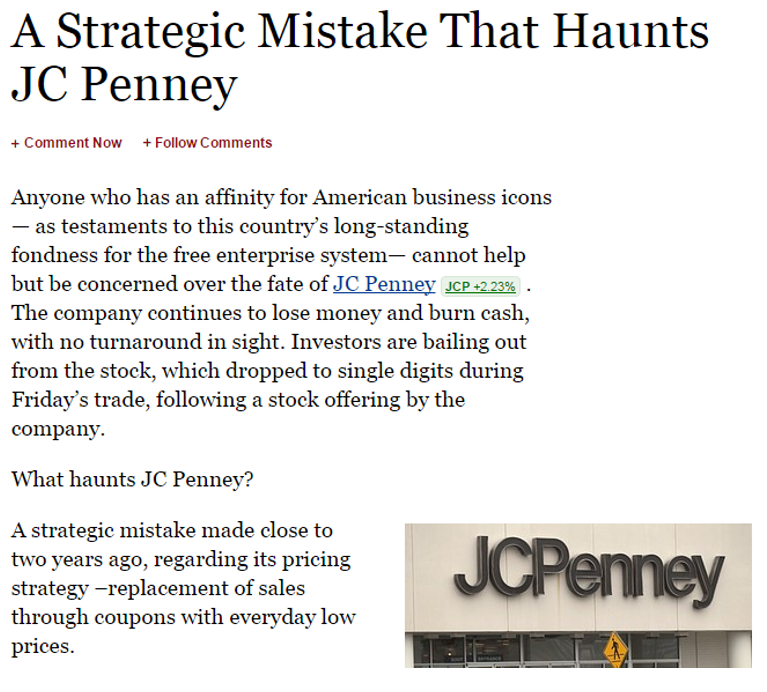 A Strategic Mistake That Haunts
JC Penney
+ Comment Now + Follow Comments
Anyone who has an affinity for American business icons
— as testaments to this country’s long-standing
fondness for the free enterprise system— cannot help
but be concerned over the fate of JC Penney JCP +2.23% .
The company continues to lose money and burn cash,
with no turnaround in sight. Investors are bailing out
from the stock, which dropped to single digits during
Friday’s trade, following a stock offering by the
company.
What haunts JC Penney?
A strategic mistake made close to
two years ago, regarding its pricing
strategy –replacement of sales
through coupons with everyday low
prices.
JCPenney